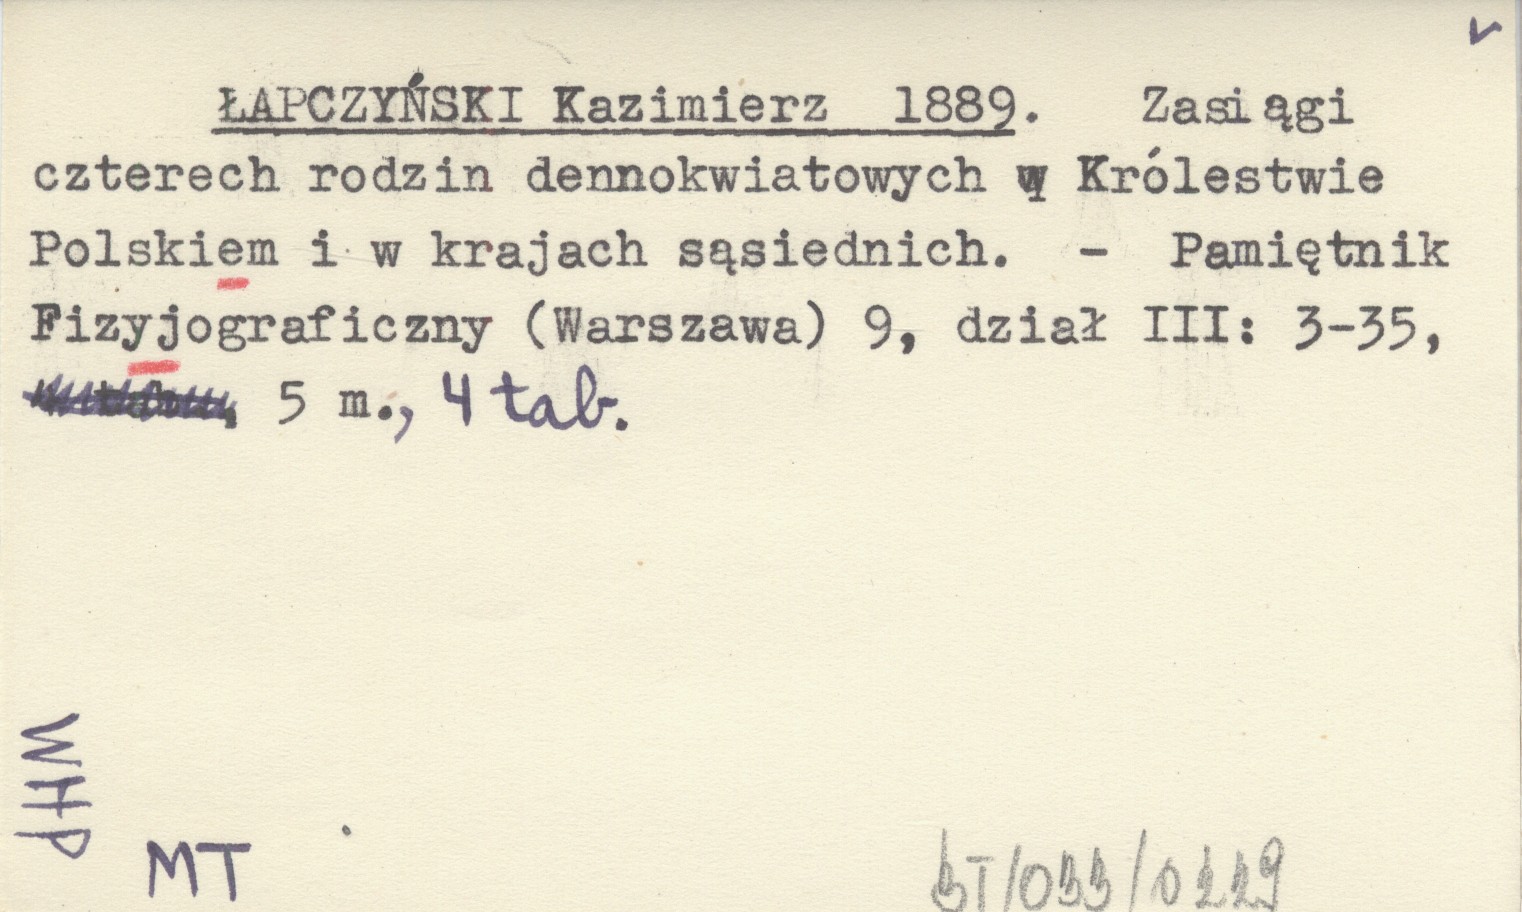 ŁAPCZYŃSKI Kazimierz 1889. Zasiągi
czterech rodzin dennokwiatowych w Królestwie
Polskiem i w krajach sąsiednich. - Pamiętnik
Fizyjograficzny (Warszawa) 9, dział III: 3-35,
5 m., 4 tab.
WHP
MT